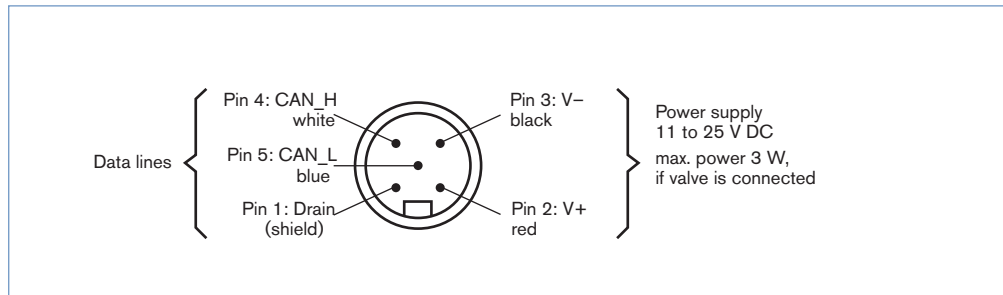 Data lines
Pin 4: CAN_H
white
Pin 5: CAN_L
blue
Pin 1: Drain
(shield)
Pin 3: V−
black
Pin 2: V+
red
Power supply
11 to 25 V DC
max. power 3 W,
if valve is connected